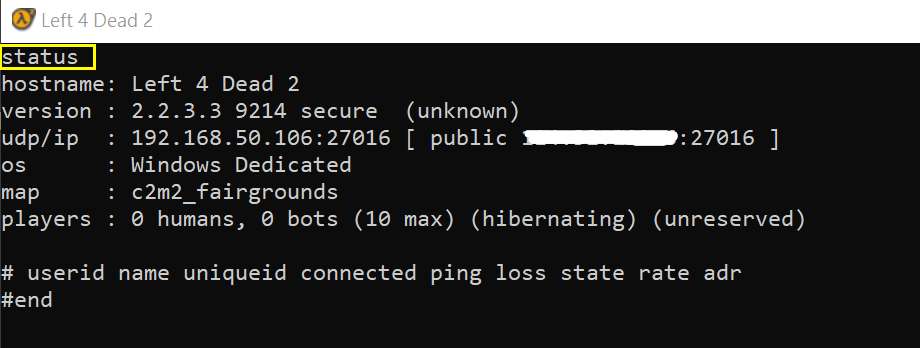 Left 4 Dead 2
status
hostname: Left 4 Dead 2
version : 2.2.3.3 9214 secure  (unknown)
udp/ip  : 192.168.50.106:27016 [ public :27016 ]
os      : Windows Dedicated
map     : c2m2_fairgrounds
players : 0 humans, 0 bots (10 max) (hibernating) (unreserved)
# userid name uniqueid connected ping loss state rate adr
#end